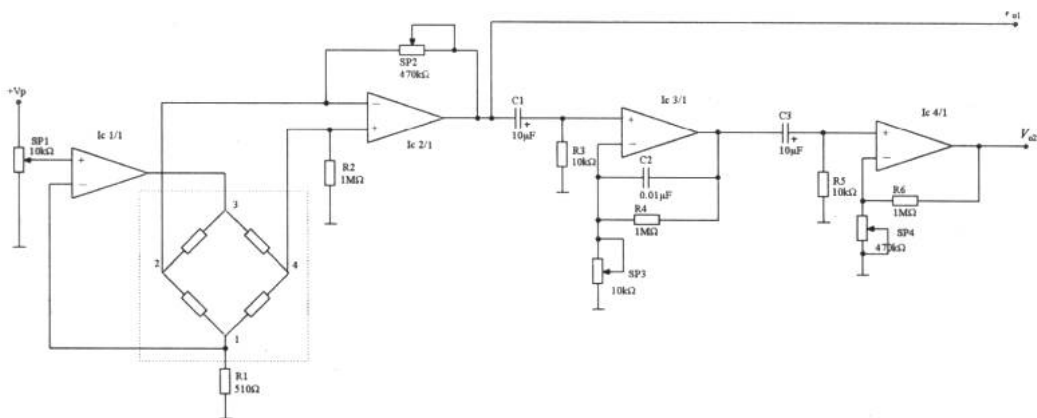 +Vp
SP1
10kΩ
Ic 1/1
SP2
470kΩ
Ic 2/1
R2
1MΩ
3
2
4
1
R1
510Ω
C1
+
10µF
R3
10kΩ
Ic 3/1
C2
0.01µF
R4
1MΩ
SP3
10kΩ
C3
+
10µF
R5
10kΩ
Ic 4/1
R6
1MΩ
SP4
470kΩ
o1
Vo2
+
−
−
+
+
−
+
−